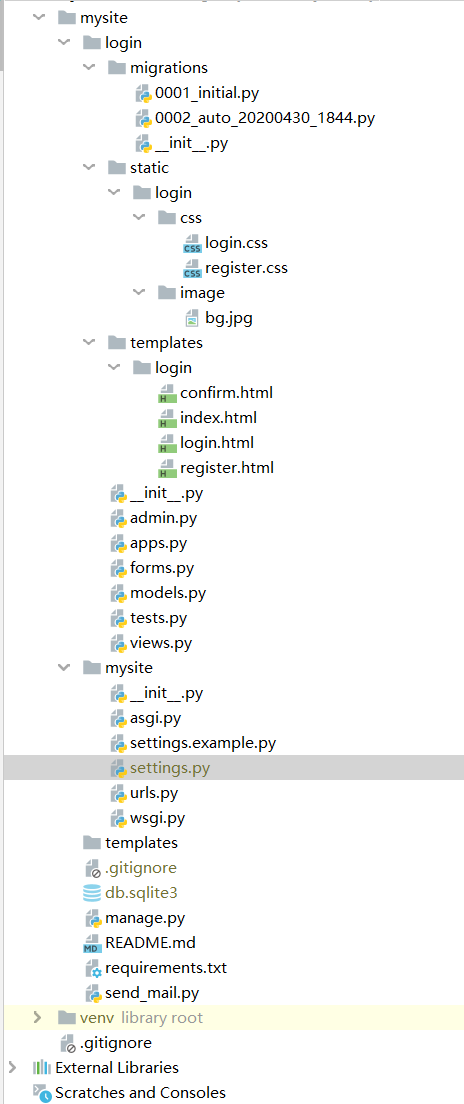 mysite
login
migrations
0001_initial.py
0002_auto_20200430_1844.py
__init__.py
static
login
css
login.css
register.css
image
bg.jpg
templates
login
confirm.html
index.html
login.html
register.html
__init__.py
admin.py
apps.py
forms.py
models.py
tests.py
views.py
mysite
__init__.py
asgi.py
settings.example.py
settings.py
urls.py
wsgi.py
templates
.gitignore
db.sqlite3
manage.py
README.md
requirements.txt
send_mail.py
venv library root
.gitignore
External Libraries
Scratches and Consoles